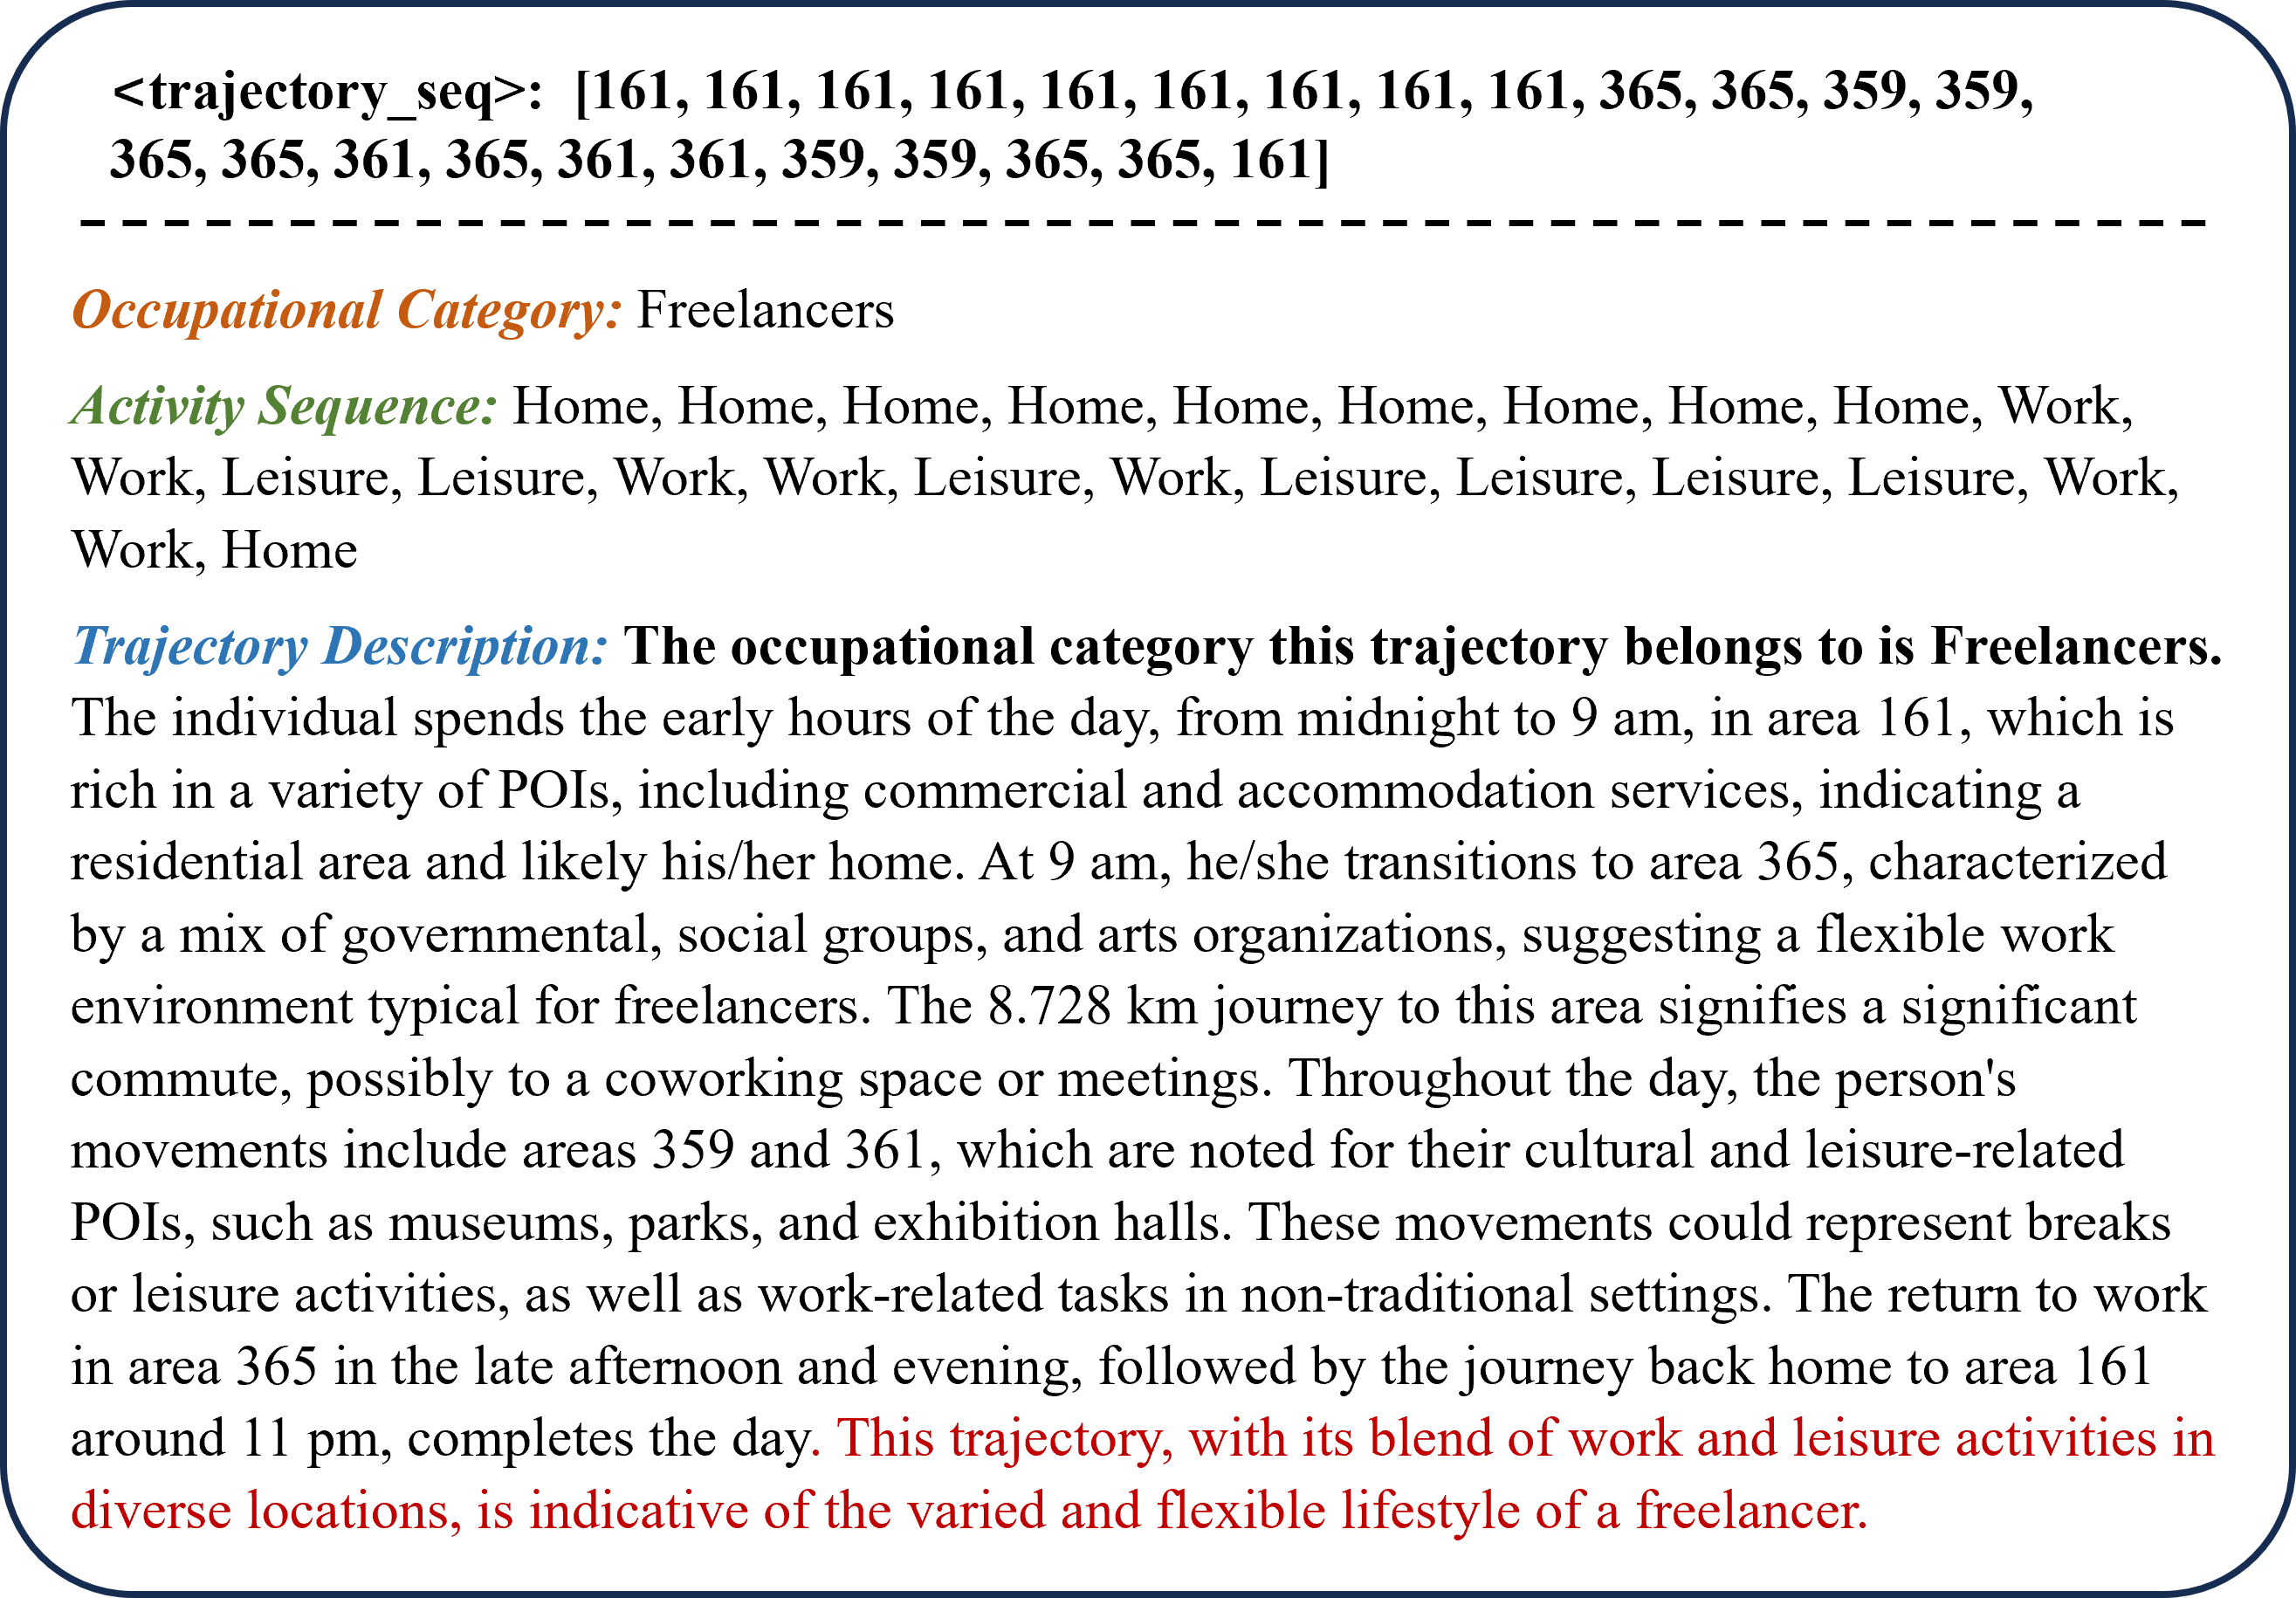 <trajectory_seq>: [161, 161, 161, 161, 161, 161, 161, 161, 161, 365, 365, 359, 359,
365, 365, 361, 365, 361, 361, 359, 359, 365, 365, 161]
Occupational Category: Freelancers
Activity Sequence: Home, Home, Home, Home, Home, Home, Home, Home, Home, Work,
Work, Leisure, Leisure, Work, Work, Leisure, Work, Leisure, Leisure, Leisure, Leisure, Work,
Work, Home
Trajectory Description: The occupational category this trajectory belongs to is Freelancers.
The individual spends the early hours of the day, from midnight to 9 am, in area 161, which is
rich in a variety of POIs, including commercial and accommodation services, indicating a
residential area and likely his/her home. At 9 am, he/she transitions to area 365, characterized
by a mix of governmental, social groups, and arts organizations, suggesting a flexible work
environment typical for freelancers. The 8.728 km journey to this area signifies a significant
commute, possibly to a coworking space or meetings. Throughout the day, the person's
movements include areas 359 and 361, which are noted for their cultural and leisure-related
POIs, such as museums, parks, and exhibition halls. These movements could represent breaks
or leisure activities, as well as work-related tasks in non-traditional settings. The return to work
in area 365 in the late afternoon and evening, followed by the journey back home to area 161
around 11 pm, completes the day. This trajectory, with its blend of work and leisure activities in
diverse locations, is indicative of the varied and flexible lifestyle of a freelancer.